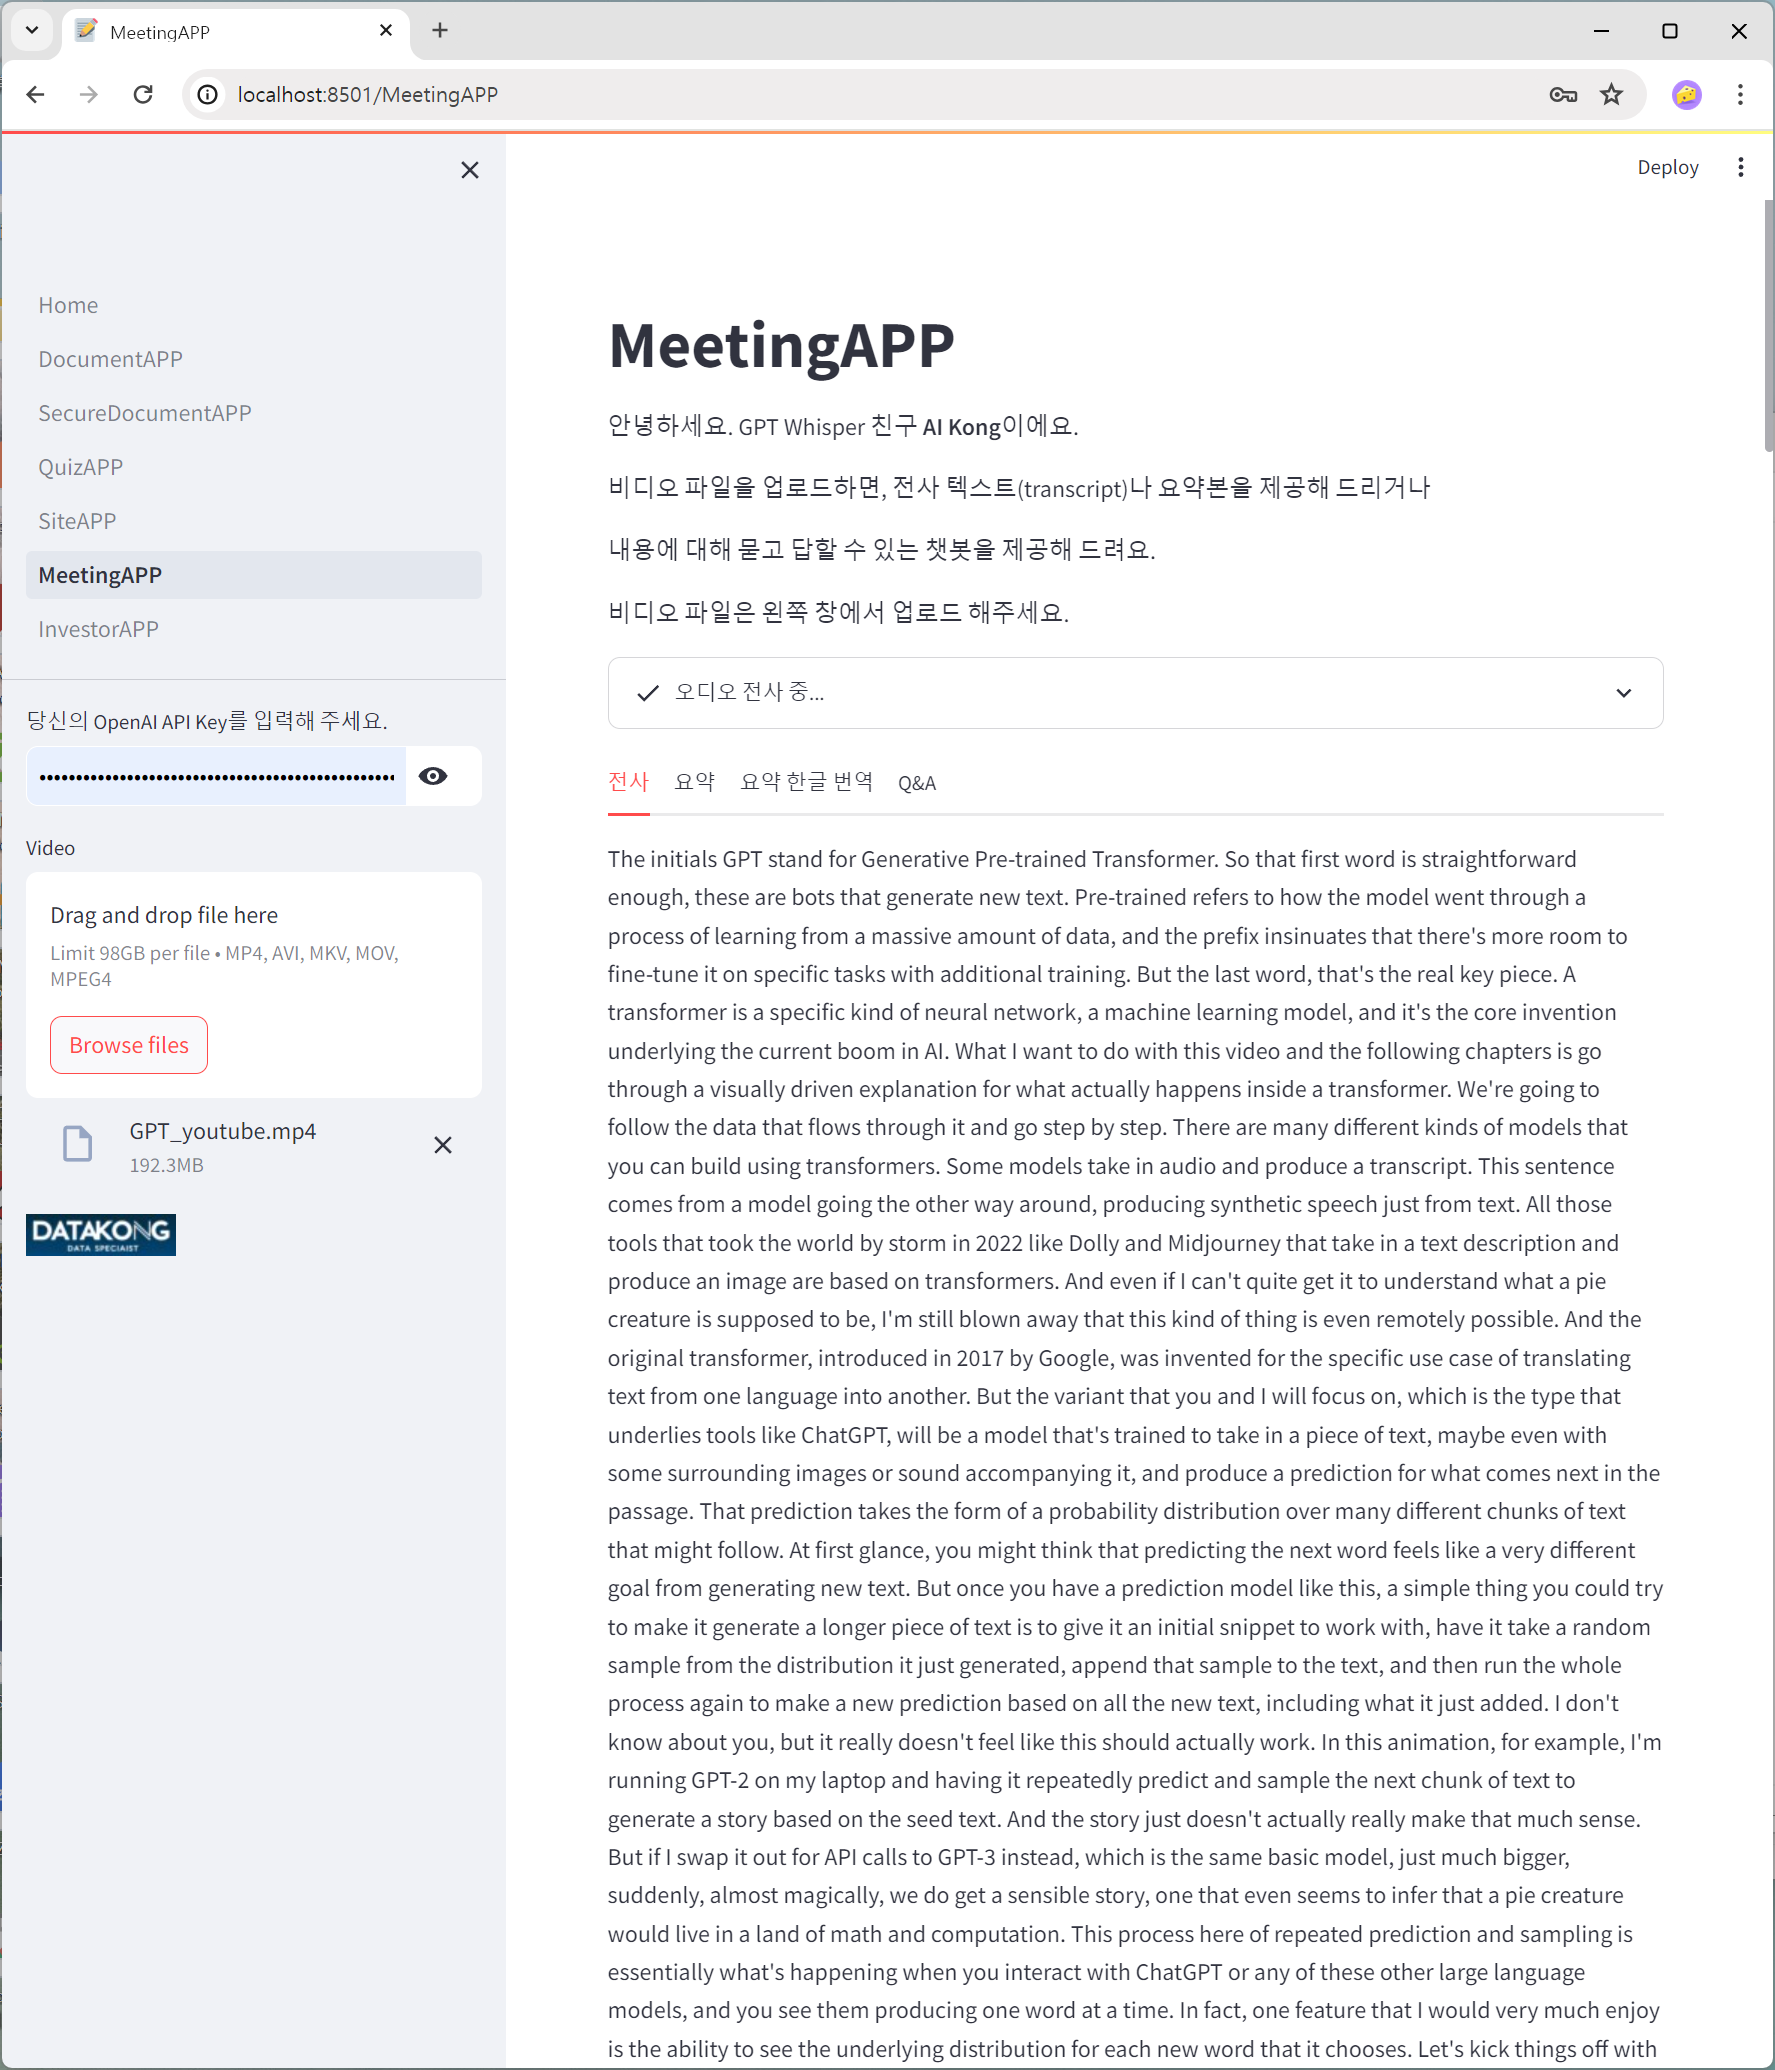 MeetingAPP
localhost:8501/MeetingAPP
Deploy
Home
DocumentAPP
SecureDocumentAPP
QuizAPP
SiteAPP
MeetingAPP
InvestorAPP
당신의 OpenAI API Key를 입력해 주세요.
••••••••••••••••••••••••••••••••••••••••••••••••••
Video
Drag and drop file here
Limit 98GB per file • MP4, AVI, MKV, MOV,
MPEG4
Browse files
GPT_youtube.mp4
192.3MB
DATAKONG
DATA SPECIAIST
MeetingAPP
안녕하세요. GPT Whisper 친구 AI Kong이에요.
비디오 파일을 업로드하면, 전사 텍스트(transcript)나 요약본을 제공해 드리거나
내용에 대해 묻고 답할 수 있는 챗봇을 제공해 드려요.
비디오 파일은 왼쪽 창에서 업로드 해주세요.
오디오 전사 중...
전사 요약 요약 한글 번역 Q&A
The initials GPT stand for Generative Pre-trained Transformer. So that first word is straightforward
enough, these are bots that generate new text. Pre-trained refers to how the model went through a
process of learning from a massive amount of data, and the prefix insinuates that there's more room to
fine-tune it on specific tasks with additional training. But the last word, that's the real key piece. A
transformer is a specific kind of neural network, a machine learning model, and it's the core invention
underlying the current boom in AI. What I want to do with this video and the following chapters is go
through a visually driven explanation for what actually happens inside a transformer. We're going to
follow the data that flows through it and go step by step. There are many different kinds of models that
you can build using transformers. Some models take in audio and produce a transcript. This sentence
comes from a model going the other way around, producing synthetic speech just from text. All those
tools that took the world by storm in 2022 like Dolly and Midjourney that take in a text description and
produce an image are based on transformers. And even if I can't quite get it to understand what a pie
creature is supposed to be, I'm still blown away that this kind of thing is even remotely possible. And the
original transformer, introduced in 2017 by Google, was invented for the specific use case of translating
text from one language into another. But the variant that you and I will focus on, which is the type that
underlies tools like ChatGPT, will be a model that's trained to take in a piece of text, maybe even with
some surrounding images or sound accompanying it, and produce a prediction for what comes next in the
passage. That prediction takes the form of a probability distribution over many different chunks of text
that might follow. At first glance, you might think that predicting the next word feels like a very different
goal from generating new text. But once you have a prediction model like this, a simple thing you could try
to make it generate a longer piece of text is to give it an initial snippet to work with, have it take a random
sample from the distribution it just generated, append that sample to the text, and then run the whole
process again to make a new prediction based on all the new text, including what it just added. I don't
know about you, but it really doesn't feel like this should actually work. In this animation, for example, I'm
running GPT-2 on my laptop and having it repeatedly predict and sample the next chunk of text to
generate a story based on the seed text. And the story just doesn't actually really make that much sense.
But if I swap it out for API calls to GPT-3 instead, which is the same basic model, just much bigger,
suddenly, almost magically, we do get a sensible story, one that even seems to infer that a pie creature
would live in a land of math and computation. This process here of repeated prediction and sampling is
essentially what's happening when you interact with ChatGPT or any of these other large language
models, and you see them producing one word at a time. In fact, one feature that I would very much enjoy
is the ability to see the underlying distribution for each new word that it chooses. Let's kick things off with